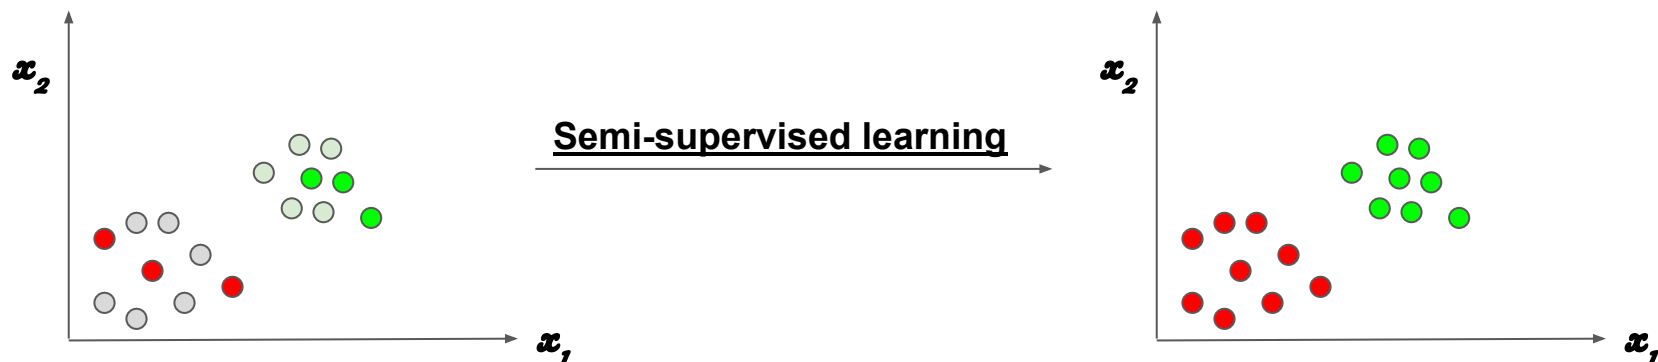 x₂
Semi-supervised learning
x₂
x₁
x₁